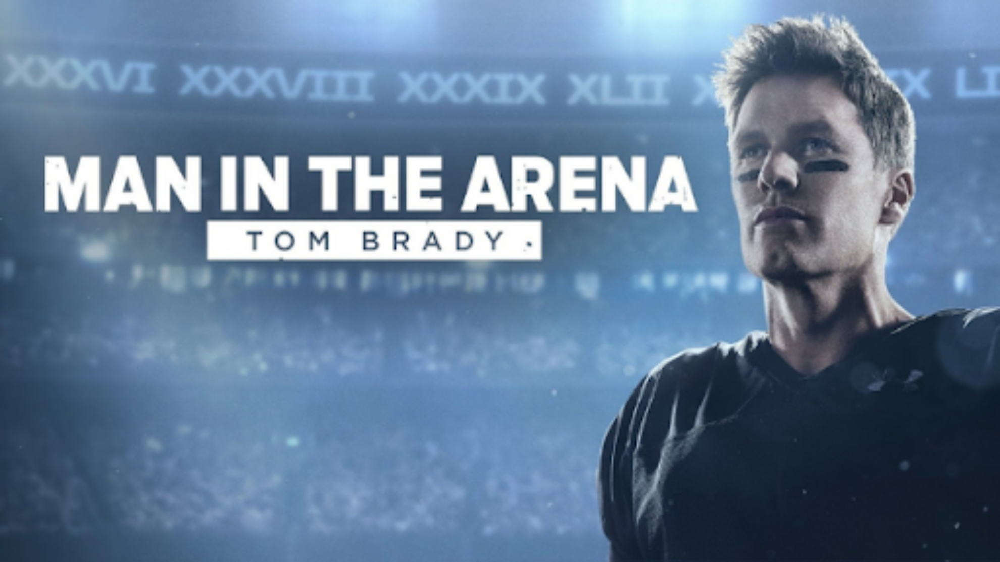 XXXVI XXXVIII XXXIX XLII
MAN IN THE ARENA
TOM BRADY